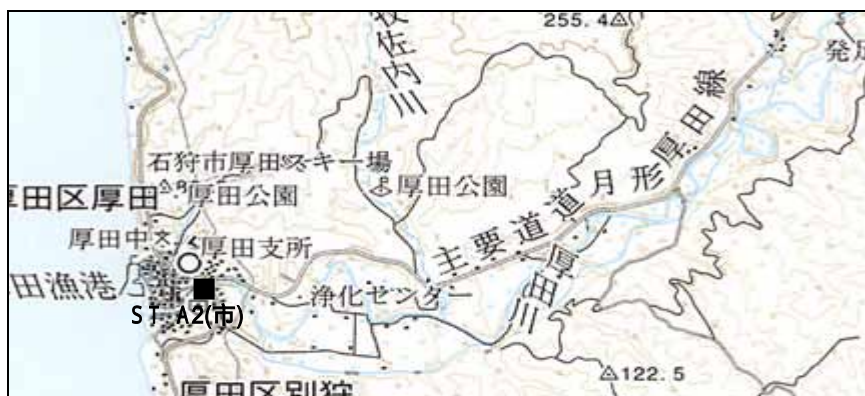 255.4
発足
牧佐内川
主要道道月形厚田線
石狩市厚田スキー場
厚田公園
厚田公園
厚田区厚田
厚田中
厚田支所
田漁港
浄化センター
厚田川
ST A2(市)
122.5
厚田区別狩